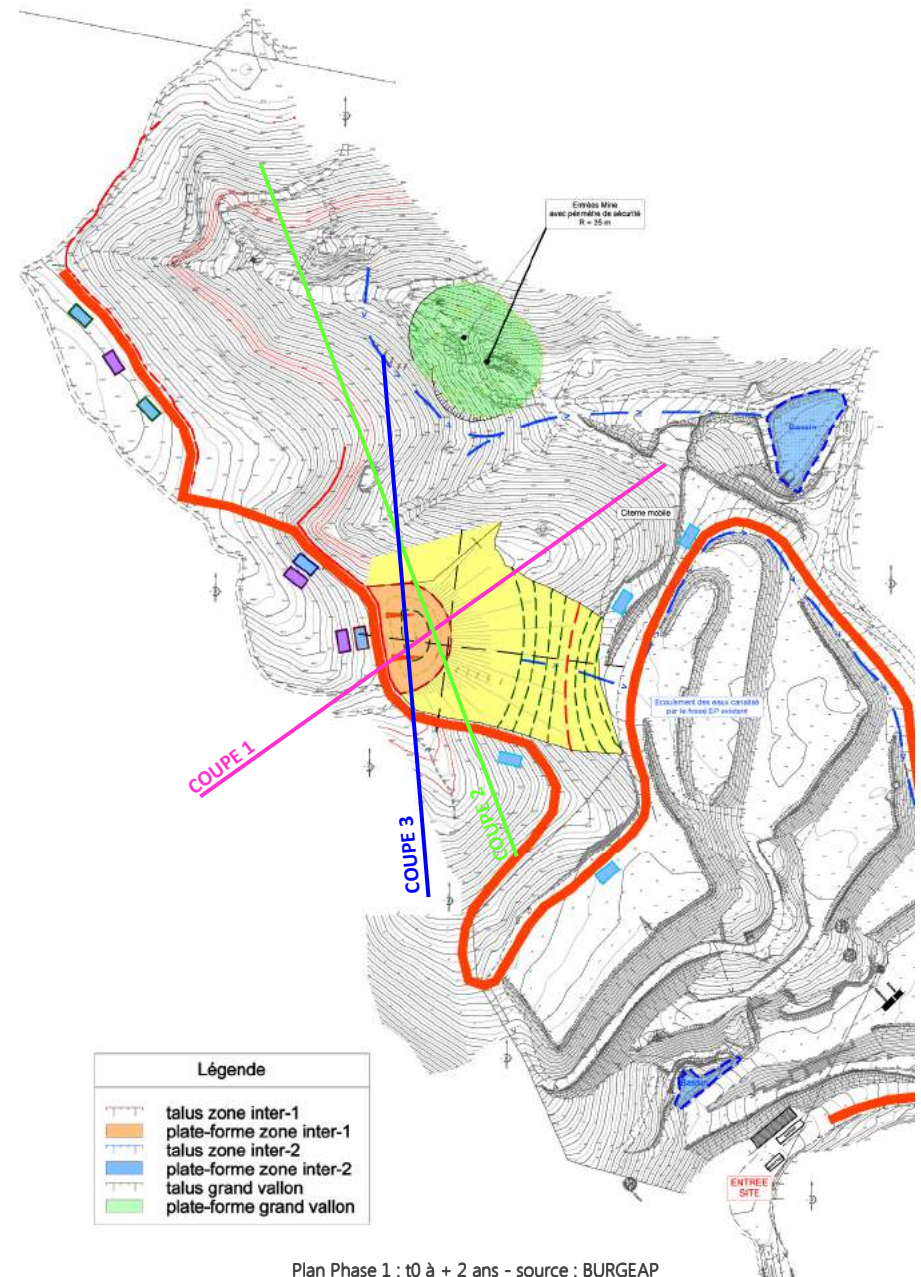 Entrées Mine
avec périmètre de sécurité
R = 25 m
Bassin
Citerne mobile
Ecoulement des eaux canalisé
par le fossé EP existant
COUPE 1
COUPE 2
COUPE 3
Bassin
ENTREE
SITE
Légende
talus zone inter-1
plate-forme zone inter-1
talus zone inter-2
plate-forme zone inter-2
talus grand vallon
plate-forme grand vallon
Plan Phase 1 : t0 à + 2 ans - source : BURGEAP